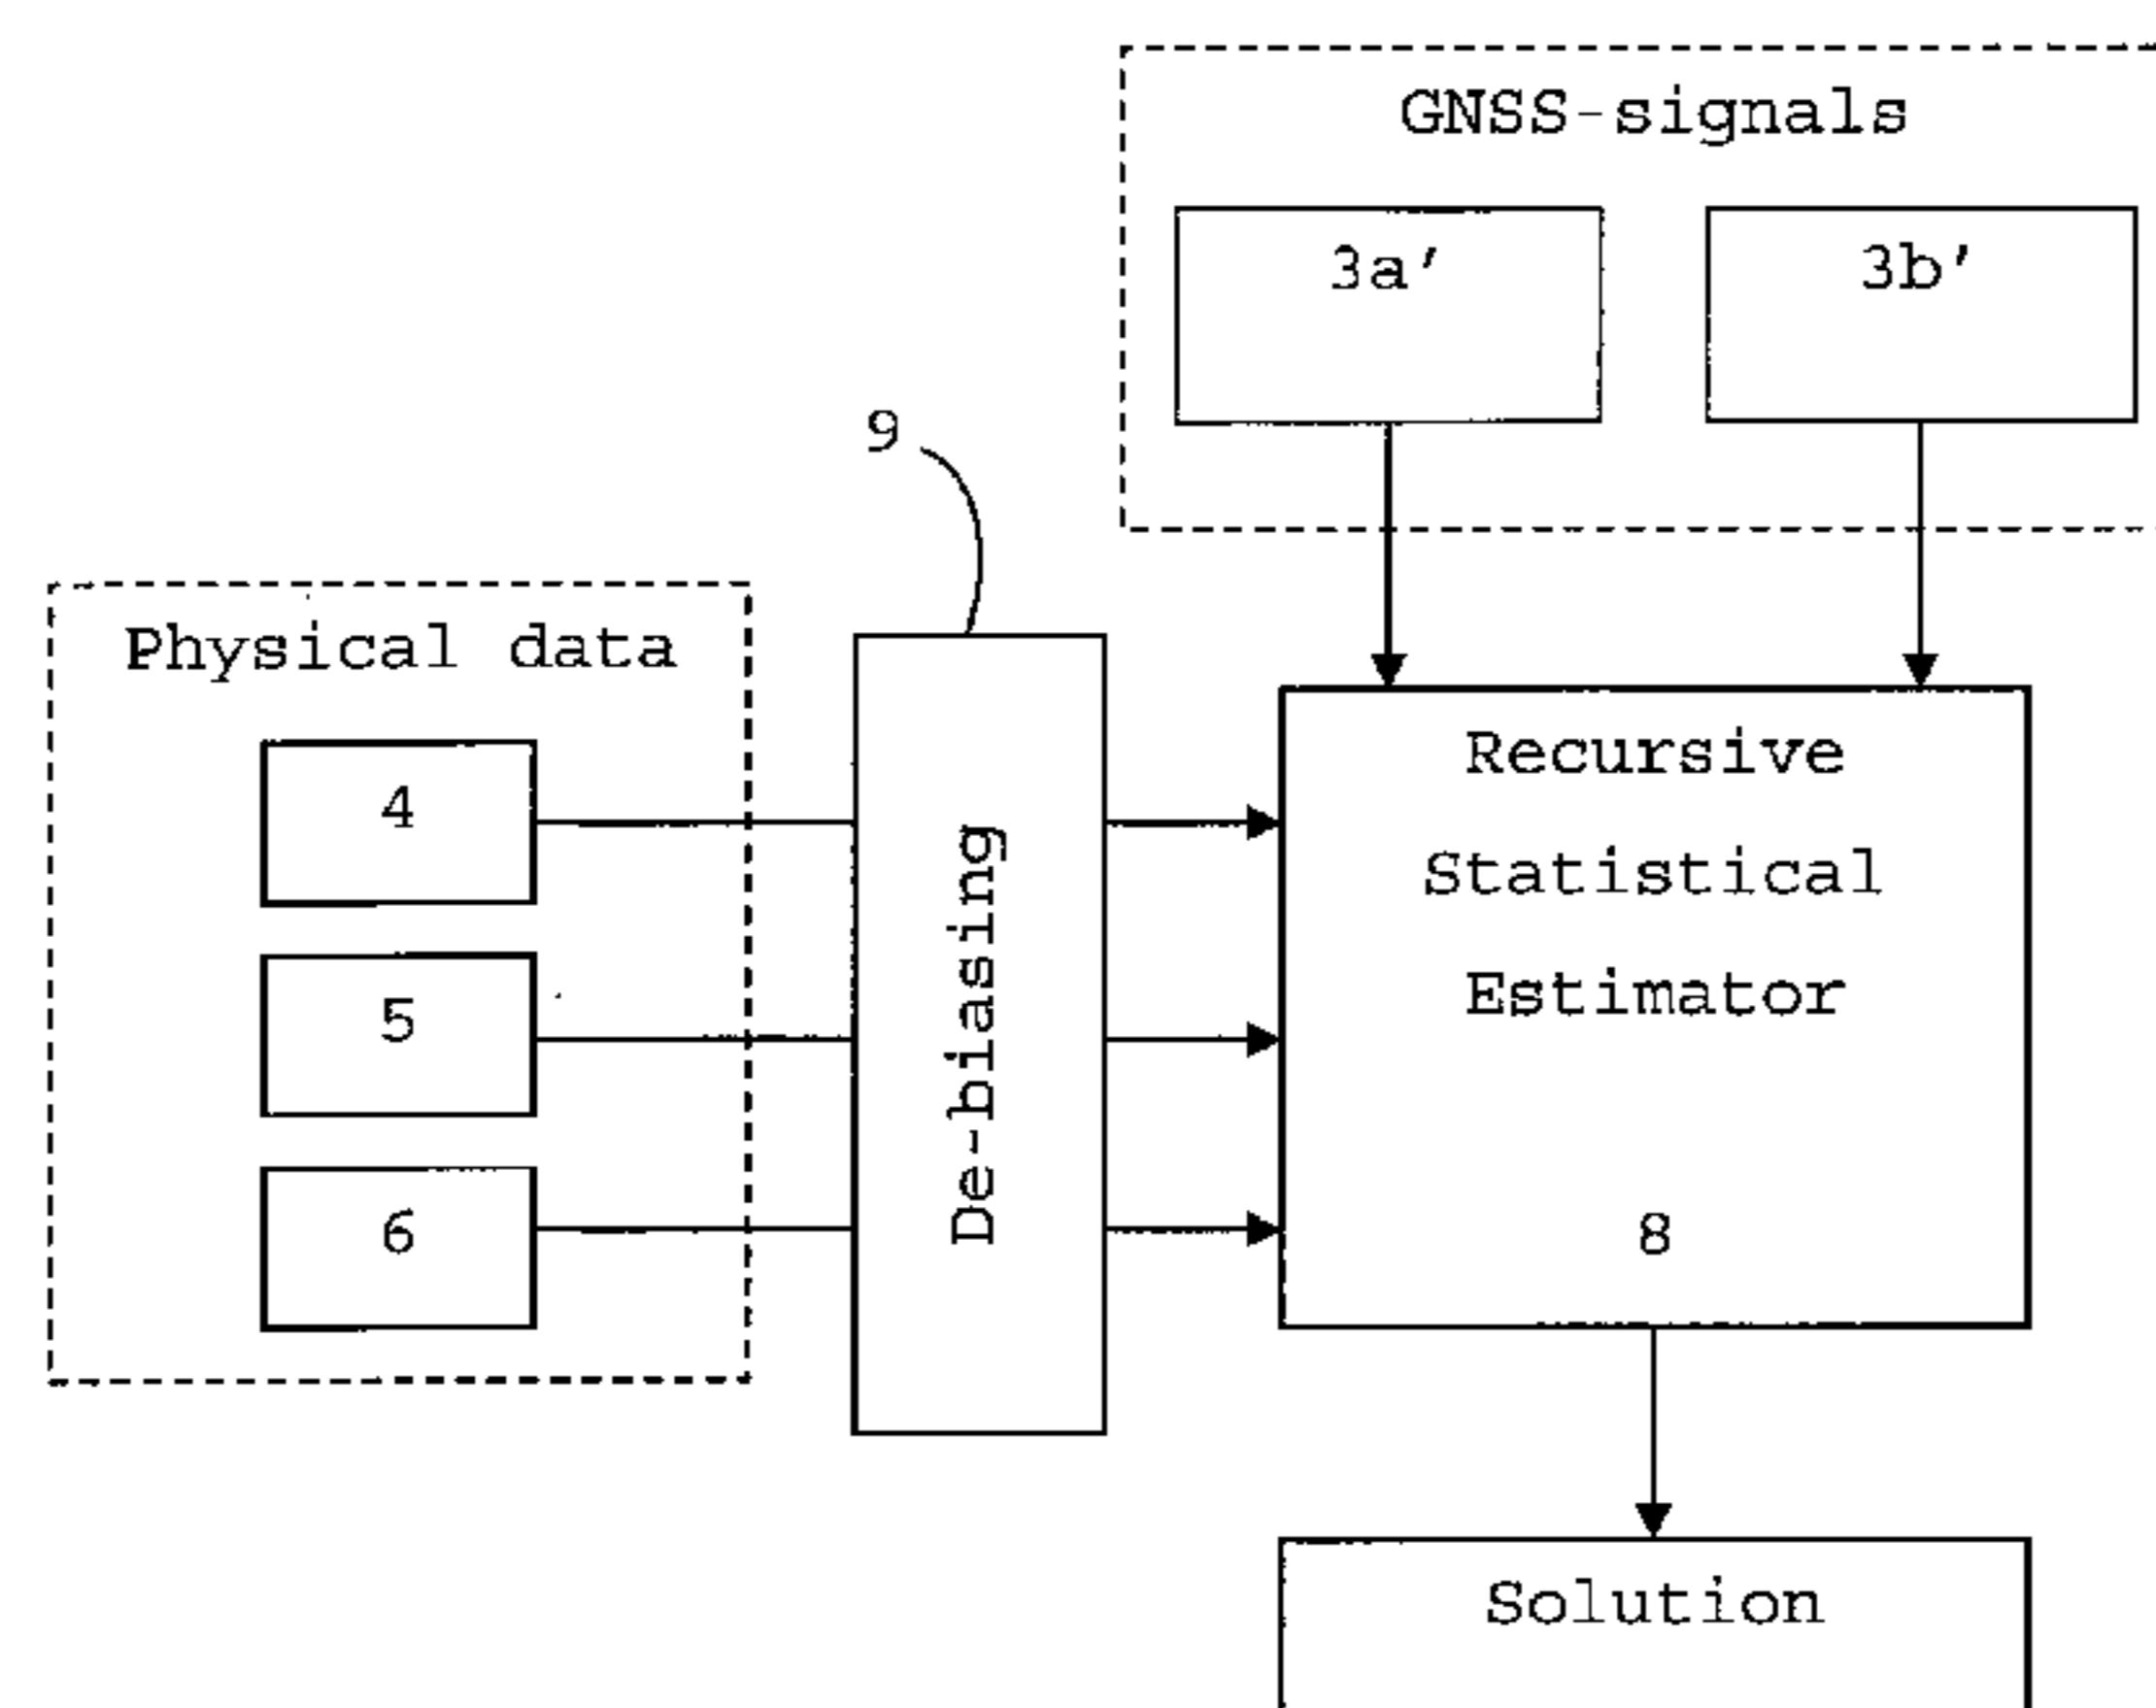 GNSS-signals
3a' 3b'
9
Physical data
4
5
6
De-biasing
Recursive
Statistical
Estimator
8
Solution